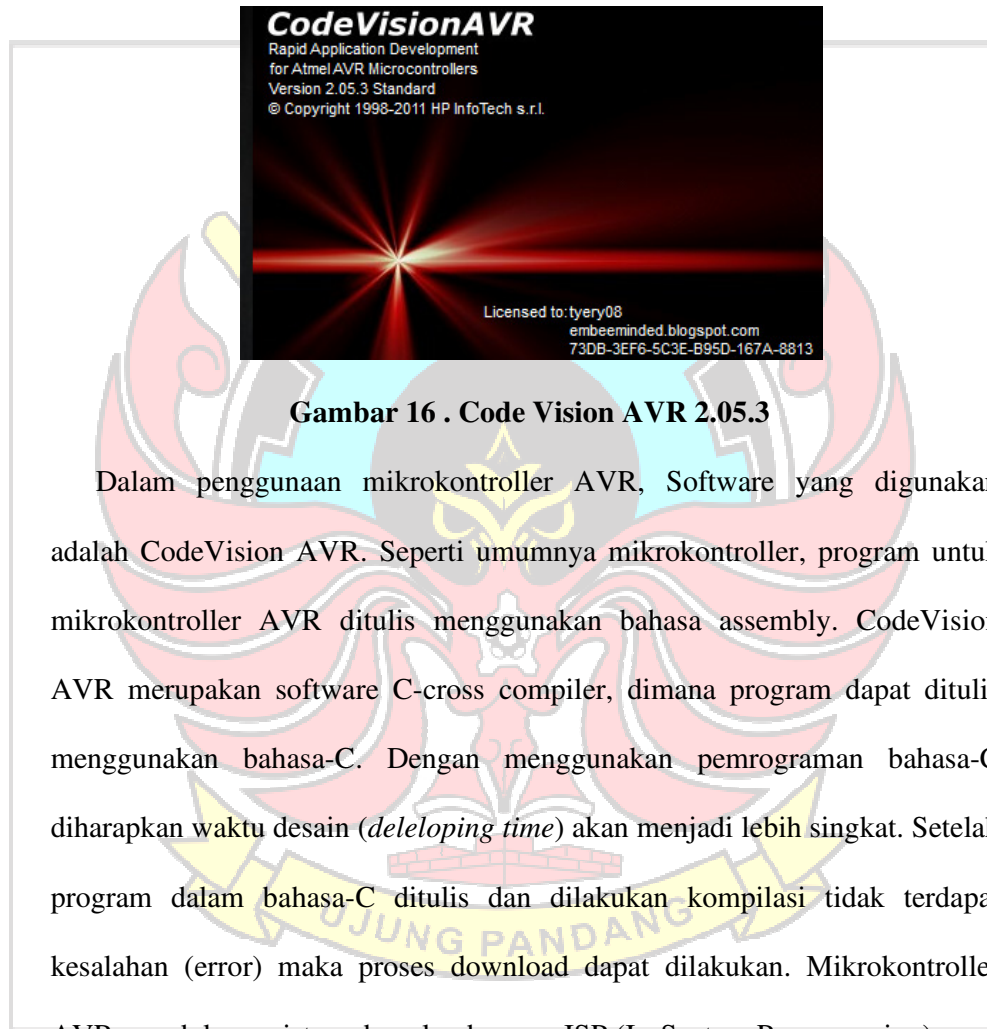 CodeVisionAVR
Rapid Application Development
for Atmel AVR Microcontrollers
Version 2.05.3 Standard
© Copyright 1998-2011 HP InfoTech s.r.l.
Licensed to: tyery08
embeeminded.blogspot.com
73DB-3EF6-5C3E-B95D-167A-8813
Gambar 16 . Code Vision AVR 2.05.3
Dalam penggunaan mikrokontroller AVR, Software yang digunakan
adalah CodeVision AVR. Seperti umumnya mikrokontroller, program untuk
mikrokontroller AVR ditulis menggunakan bahasa assembly. CodeVision
AVR merupakan software C-cross compiler, dimana program dapat dituli
menggunakan bahasa-C. Dengan menggunakan pemrograman bahasa-C
diharapkan waktu desain (deleloping time) akan menjadi lebih singkat. Setelah
program dalam bahasa-C ditulis dan dilakukan kompilasi tidak terdapa
kesalahan (error) maka proses download dapat dilakukan. Mikrokontrolle
UJUNG PANDANG